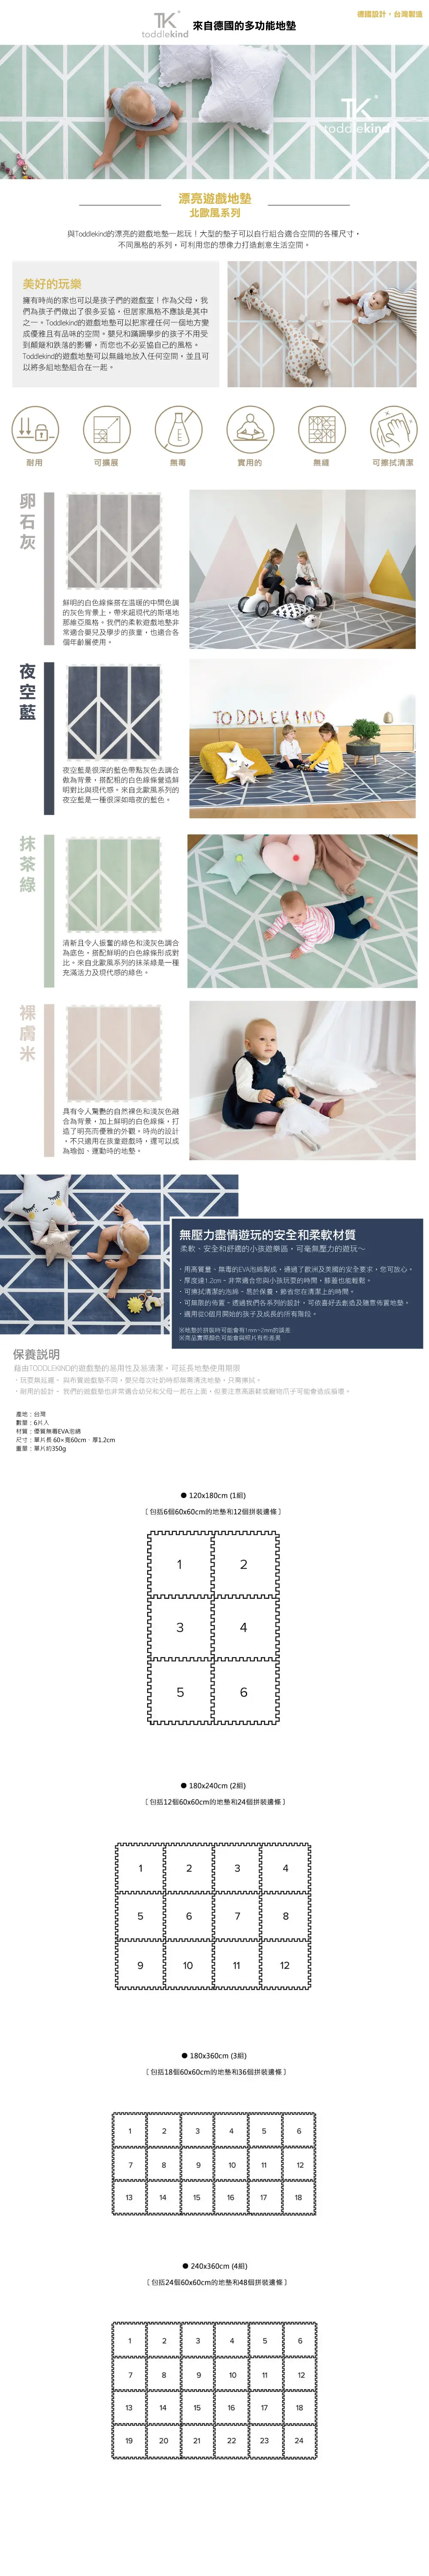 德國設計，台灣製造
TK
toddlekind
來自德國的多功能地墊
TK
toddlekind
漂亮遊戲地墊
北歐風系列
與Toddlekind的漂亮的遊戲地墊一起玩！大型的墊子可以自行組合適合空間的各種尺寸，
不同風格的系列，可利用您的想像力打造創意生活空間。
美好的玩樂
擁有時尚的家也可以是孩子們的遊戲室！作為父母，我
們為孩子們做出了很多妥協，但居家風格不應該是其中
之一。Toddlekind的遊戲地墊可以把家裡任何一個地方變
成優雅且有品味的空間。嬰兒和蹣跚學步的孩子不用受
到顛簸和跌落的影響，而您也不必妥協自己的風格。
Toddlekind的遊戲地墊可以無縫地放入任何空間，並且可
以將多組地墊組合在一起。
耐用
可擴展
無毒
實用的
無縫
可擦拭清潔
卵石灰
鮮明的白色線條搭在溫暖的中間色調
的灰色背景上，帶來超現代的斯堪地
那維亞風格。我們的柔軟遊戲地墊非
常適合嬰兒及學步的孩童，也適合各
個年齡層使用。
夜空藍
TODDLEKIND
夜空藍是很深的藍色帶點灰色去調合
做為背景，搭配粗的白色線條營造鮮
明對比與現代感。來自北歐風系列的
夜空藍是一種很深如暗夜的藍色。
抹茶綠
清新且令人振奮的綠色和淺灰色調合
為底色，搭配鮮明的白色線條形成對
比。來自北歐風系列的抹茶綠是一種
充滿活力及現代感的綠色。
裸膚米
具有令人驚艷的自然裸色和淺灰色融
合為背景，加上鮮明的白色線條，打
造了明亮而優雅的外觀。時尚的設計
，不只適用在孩童遊戲時，還可以成
為瑜伽、運動時的地墊。
無壓力盡情遊玩的安全和柔軟材質
柔軟、安全和舒適的小孩遊樂區，可毫無壓力的遊玩～
・用高質量、無毒的EVA泡綿製成，通過了歐洲及美國的安全要求，您可放心。
・厚度達1.2cm，非常適合您與小孩玩耍的時間，膝蓋也能輕鬆。
・可擦拭清潔的泡綿，易於保養，節省您在清潔上的時間。
・可無限的佈置，透過我們各系列的設計，可依喜好去創造及隨意佈置地墊。
・適用從0個月開始的孩子及成長的所有階段。
※地墊的拼裝時可能會有1mm~2mm的誤差
※商品實際顏色可能會與照片有些差異
保養說明
藉由TODDLEKIND的遊戲墊的易用性及易清潔，可延長地墊使用期限
・玩耍無延遲 - 與布質遊戲墊不同，嬰兒每次吐奶時都無需清洗地墊，只需擦拭。
・耐用的設計 - 我們的遊戲墊也非常適合幼兒和父母一起在上面，但要注意高跟鞋或寵物爪子可能會造成損壞。
產地：台灣
數量：6片入
材質：優質無毒EVA泡綿
尺寸：單片長 60×寬60cm、厚1.2cm
重量：單片約350g
● 120x180cm (1組)
〔 包括6個60x60cm的地墊和12個拼裝邊條 〕
1 2
3 4
5 6
● 180x240cm (2組)
〔 包括12個60x60cm的地墊和24個拼裝邊條 〕
1 2 3 4
5 6 7 8
9 10 11 12
● 180x360cm (3組)
〔 包括18個60x60cm的地墊和36個拼裝邊條 〕
1 2 3 4 5 6
7 8 9 10 11 12
13 14 15 16 17 18
● 240x360cm (4組)
〔 包括24個60x60cm的地墊和48個拼裝邊條 〕
1 2 3 4 5 6
7 8 9 10 11 12
13 14 15 16 17 18
19 20 21 22 23 24